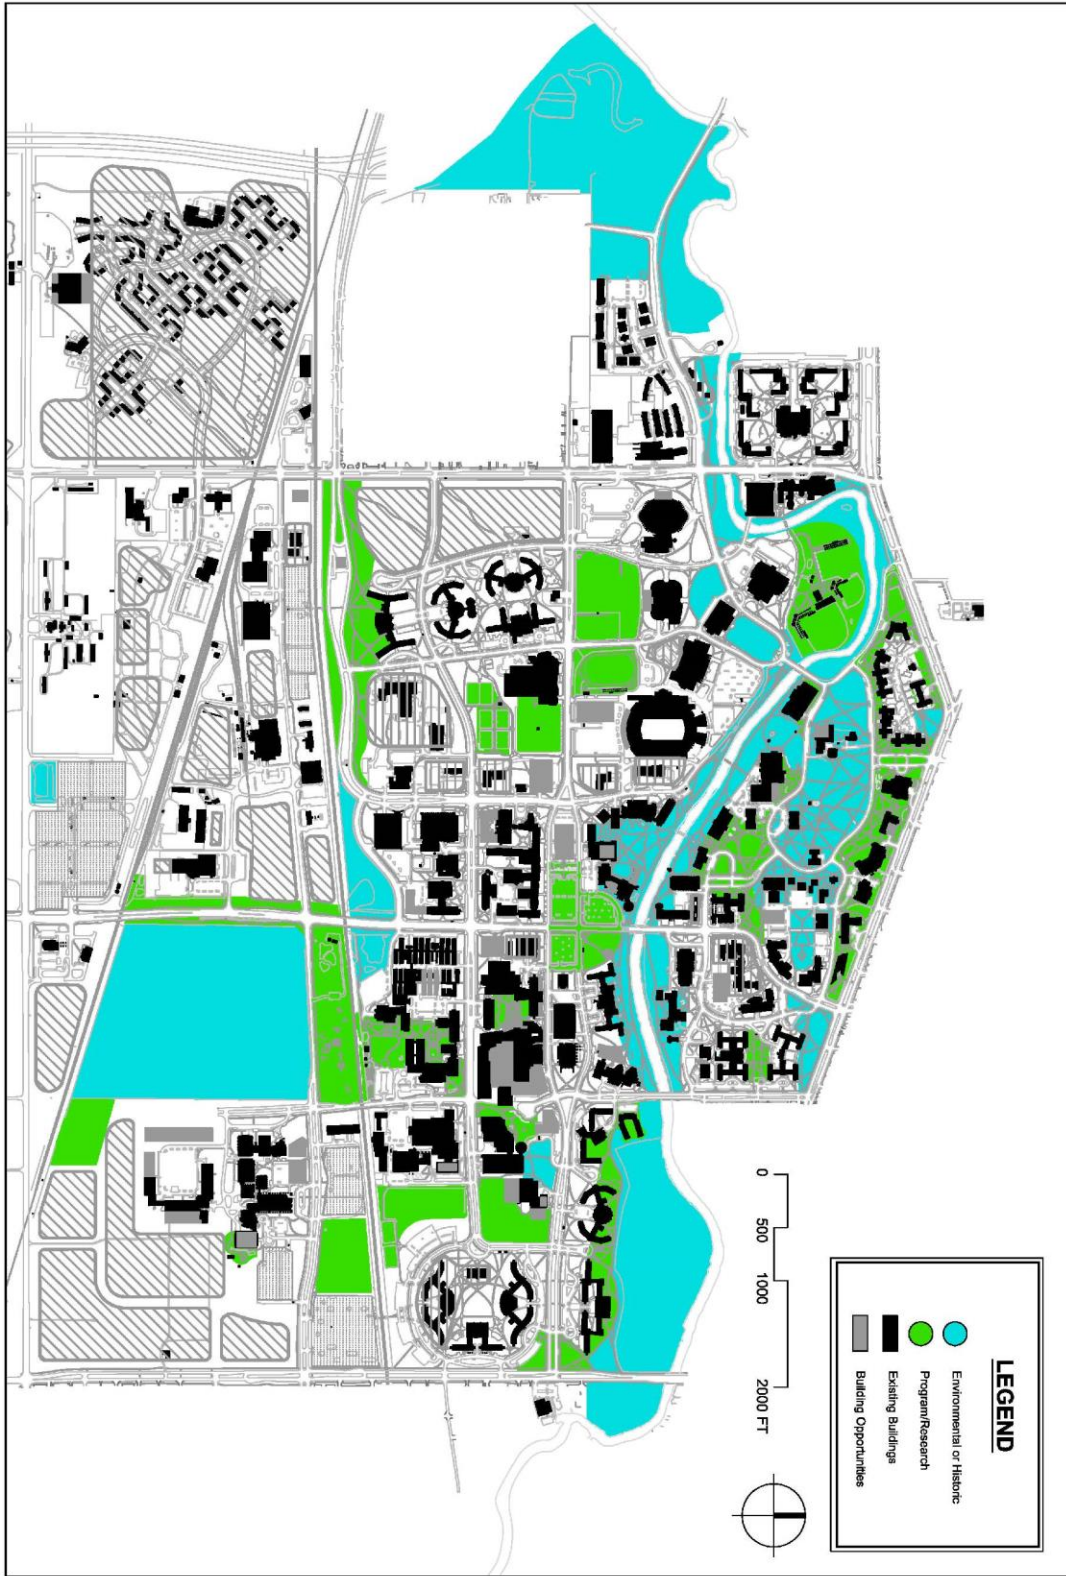 LEGEND
Environmental or Historic
Program/Research
Existing Buildings
Building Opportunities
0 500 1000 2000 FT